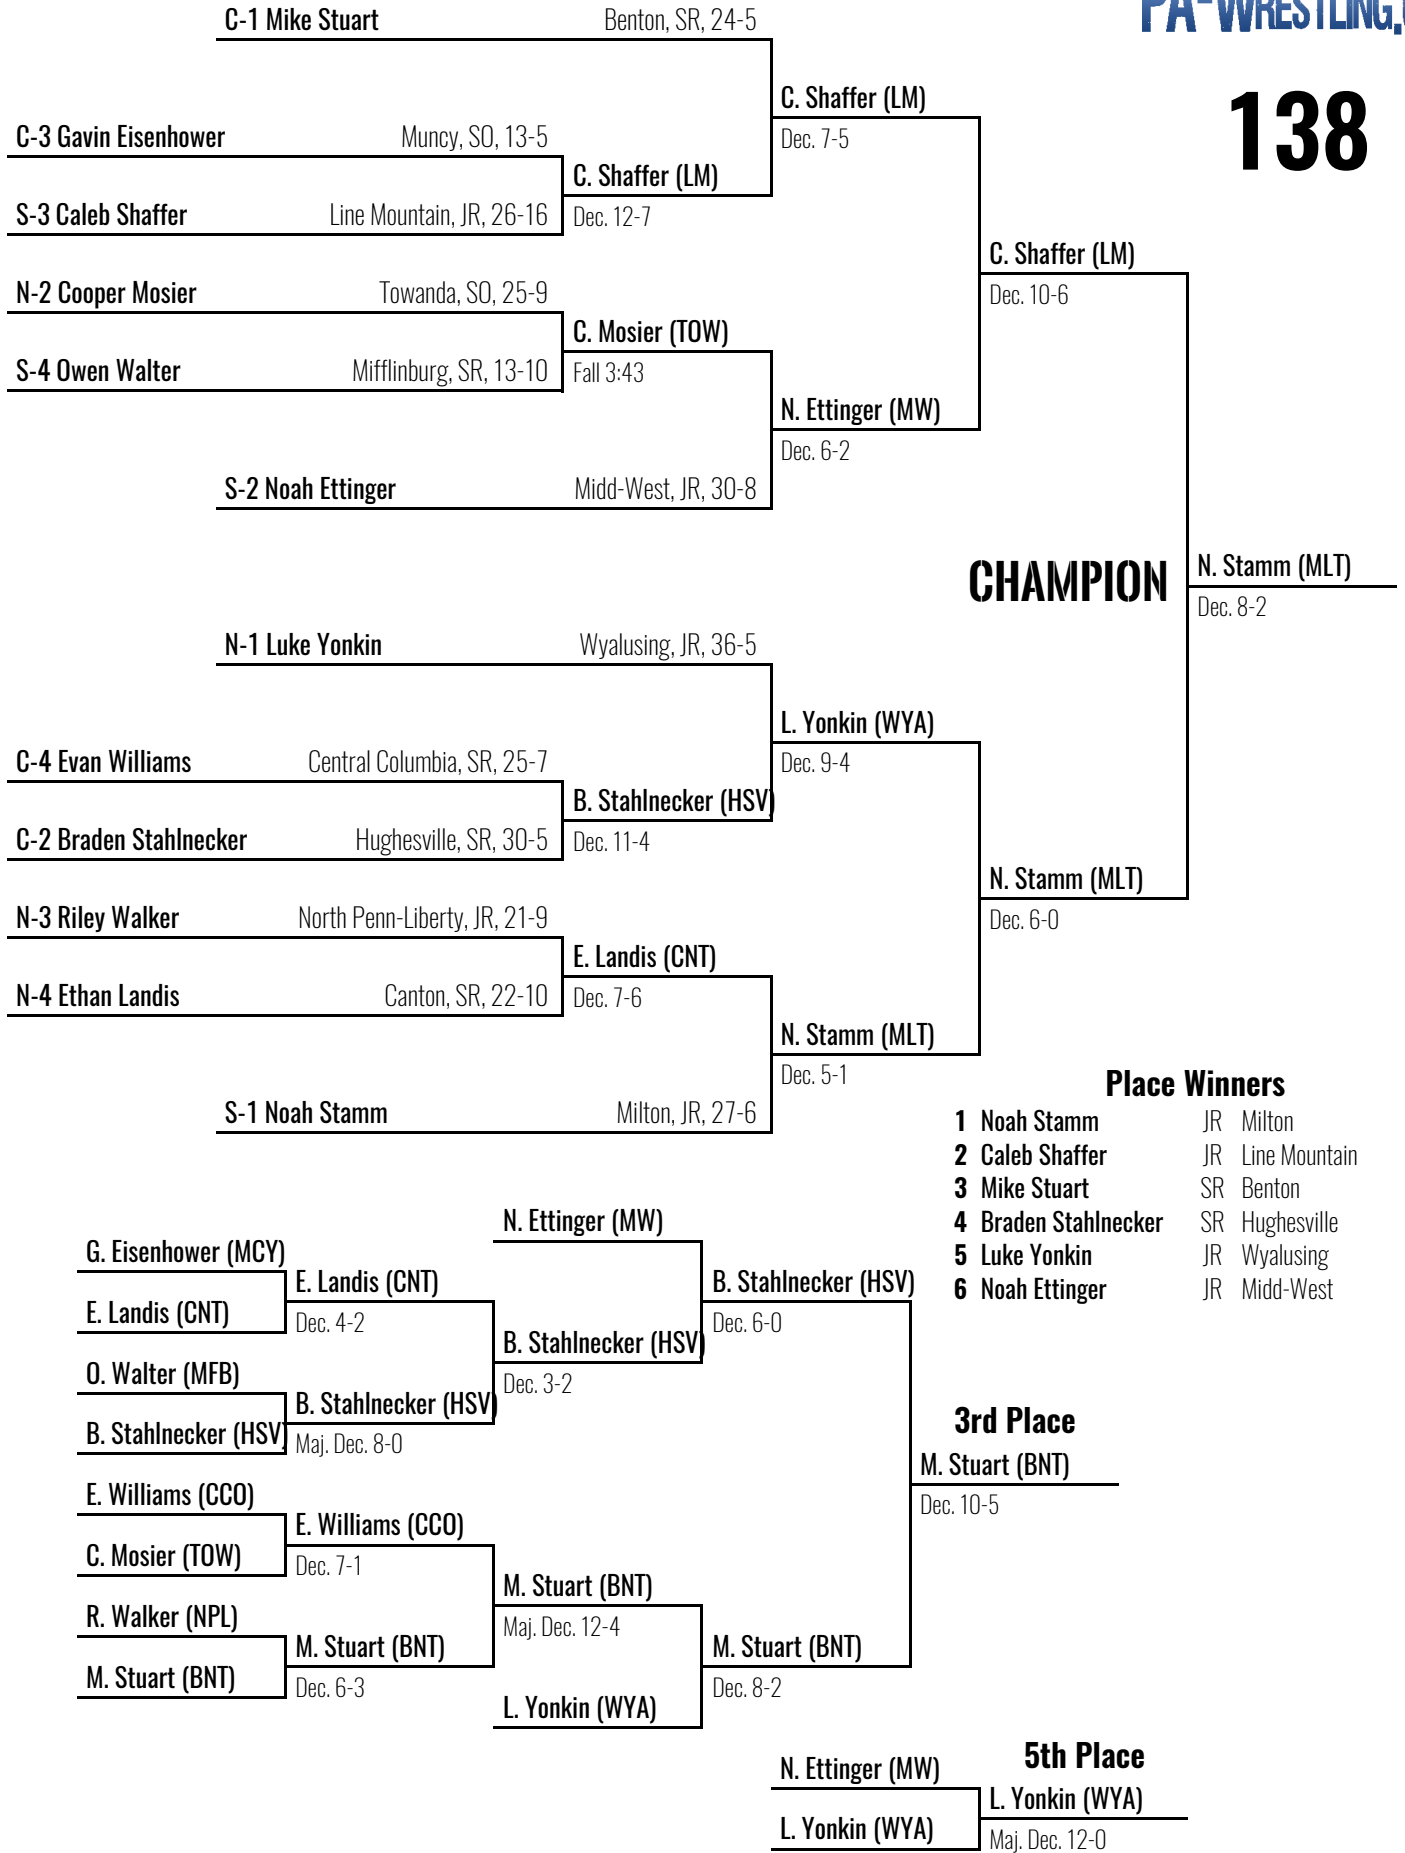 C-1 Mike Stuart Benton, SR, 24-5
PA-WRESTLING.
138
C. Shaffer (LM)
Dec. 7-5
C-3 Gavin Eisenhower Muncy, SO, 13-5
C. Shaffer (LM)
Dec. 12-7
S-3 Caleb Shaffer Line Mountain, JR, 26-16
C. Shaffer (LM)
Dec. 10-6
N-2 Cooper Mosier Towanda, SO, 25-9
C. Mosier (TOW)
Fall 3:43
S-4 Owen Walter Mifflinburg, SR, 13-10
N. Ettinger (MW)
Dec. 6-2
S-2 Noah Ettinger Midd-West, JR, 30-8
CHAMPION
N. Stamm (MLT)
Dec. 8-2
N-1 Luke Yonkin Wyalusing, JR, 36-5
L. Yonkin (WYA)
Dec. 9-4
C-4 Evan Williams Central Columbia, SR, 25-7
B. Stahlnecker (HSV)
Dec. 11-4
C-2 Braden Stahlnecker Hughesville, SR, 30-5
N. Stamm (MLT)
Dec. 6-0
N-3 Riley Walker North Penn-Liberty, JR, 21-9
E. Landis (CNT)
Dec. 7-6
N-4 Ethan Landis Canton, SR, 22-10
N. Stamm (MLT)
Dec. 5-1
S-1 Noah Stamm Milton, JR, 27-6
Place Winners
1 Noah Stamm JR Milton
2 Caleb Shaffer JR Line Mountain
3 Mike Stuart SR Benton
4 Braden Stahlnecker SR Hughesville
5 Luke Yonkin JR Wyalusing
6 Noah Ettinger JR Midd-West
N. Ettinger (MW)
G. Eisenhower (MCY)
E. Landis (CNT)
Dec. 4-2
E. Landis (CNT)
B. Stahlnecker (HSV)
Dec. 6-0
B. Stahlnecker (HSV)
Dec. 3-2
O. Walter (MFB)
B. Stahlnecker (HSV)
Maj. Dec. 8-0
B. Stahlnecker (HSV)
3rd Place
M. Stuart (BNT)
Dec. 10-5
E. Williams (CCO)
E. Williams (CCO)
Dec. 7-1
C. Mosier (TOW)
M. Stuart (BNT)
Maj. Dec. 12-4
R. Walker (NPL)
M. Stuart (BNT)
Dec. 6-3
M. Stuart (BNT)
M. Stuart (BNT)
Dec. 8-2
L. Yonkin (WYA)
5th Place
N. Ettinger (MW)
L. Yonkin (WYA)
Maj. Dec. 12-0
L. Yonkin (WYA)